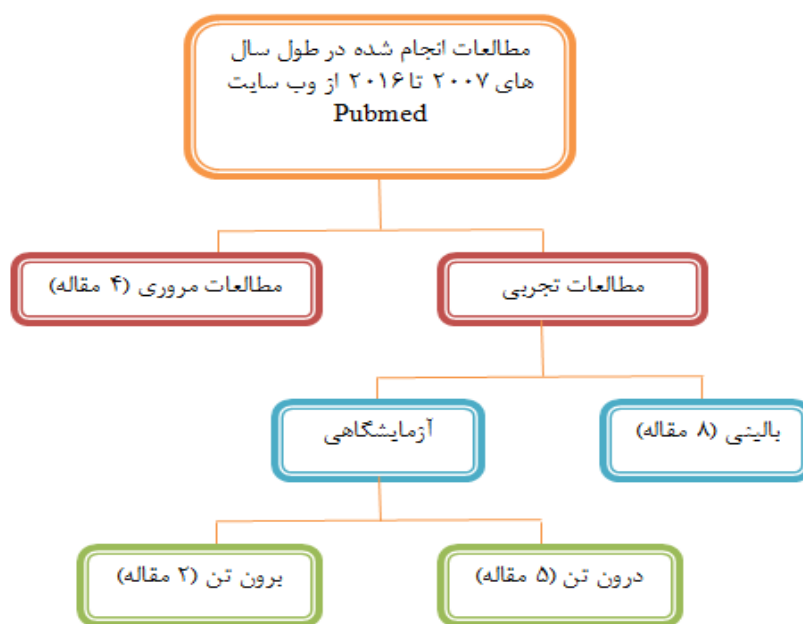 مطالعات انجام شده در طول سال
های ۲۰۰۷ تا ۲۰۱۶ از وب سایت
Pubmed
مطالعات تجربی
مطالعات مروری (۴ مقاله)
بالینی (۸ مقاله)
آزمایشگاهی
درون تن (۵ مقاله)
برون تن (۲ مقاله)